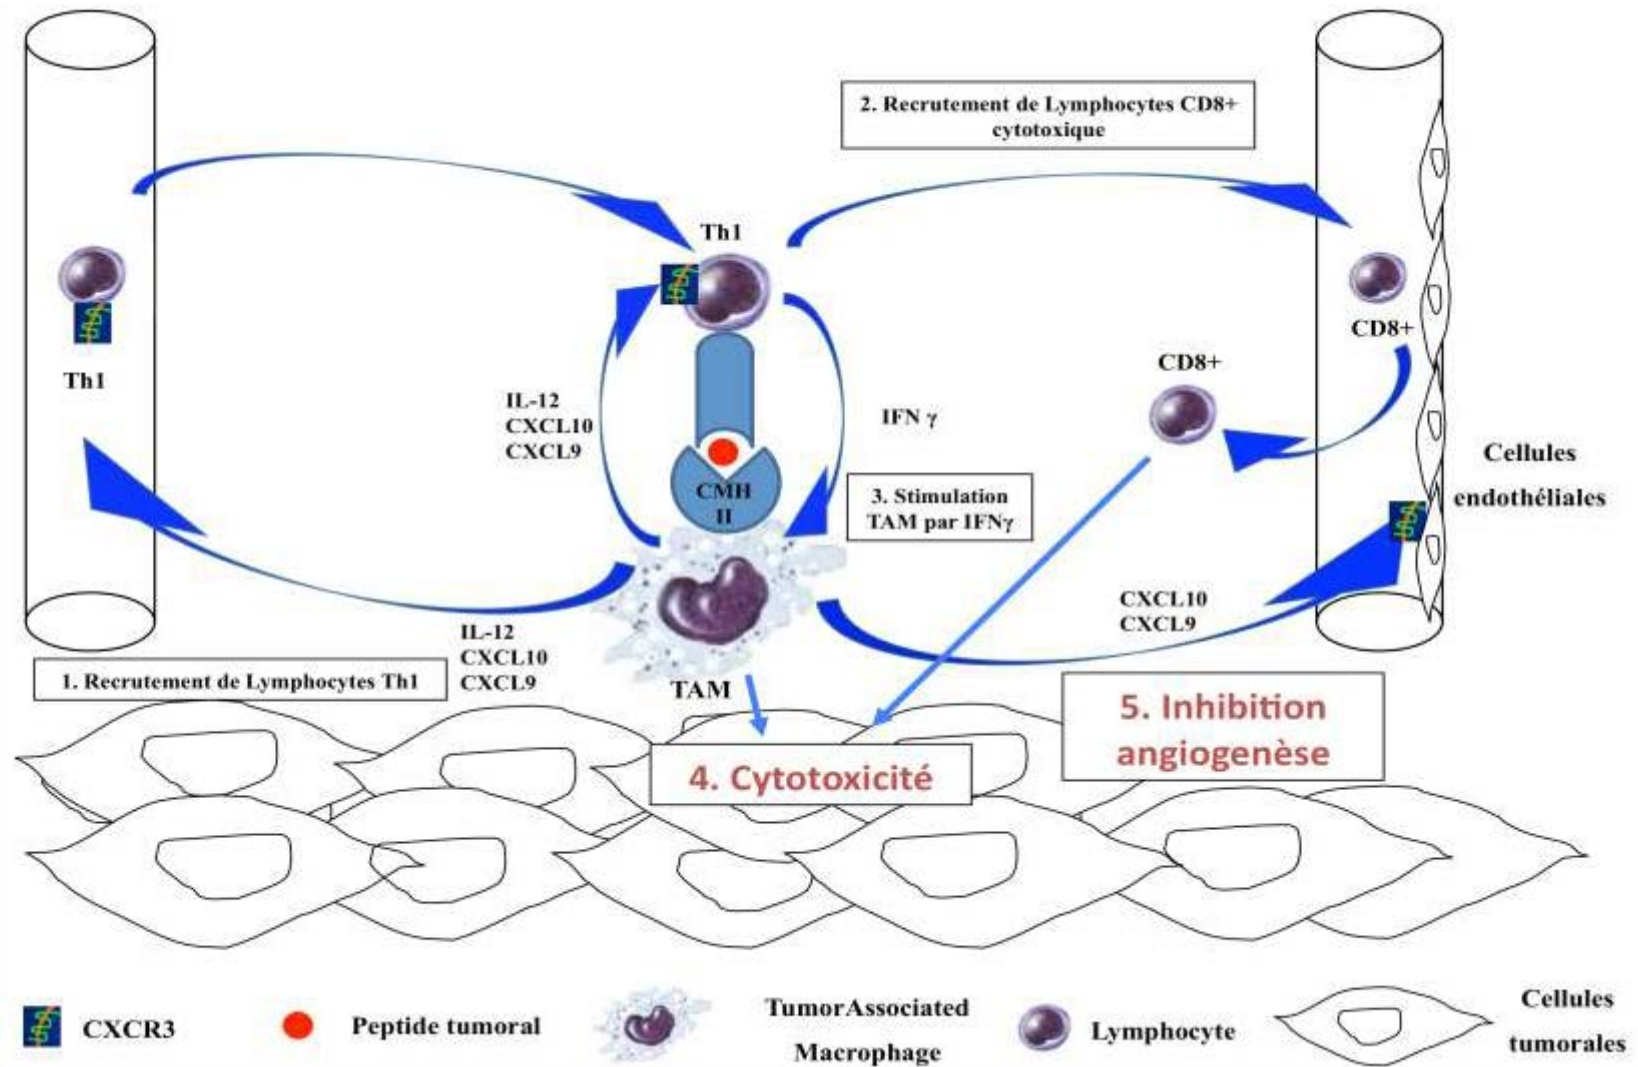 2. Recrutement de Lymphocytes CD8+
cytotoxique
Th1
Th1
CD8+
CD8+
IL-12
CXCL10
CXCL9
IFN γ
CMH
II
3. Stimulation
TAM par IFNγ
Cellules
endothéliales
CXCL10
CXCL9
IL-12
CXCL10
CXCL9
1. Recrutement de Lymphocytes Th1
TAM
5. Inhibition
angiogenèse
4. Cytotoxicité
CXCR3
Peptide tumoral
TumorAssociated
Macrophage
Lymphocyte
Cellules
tumorales